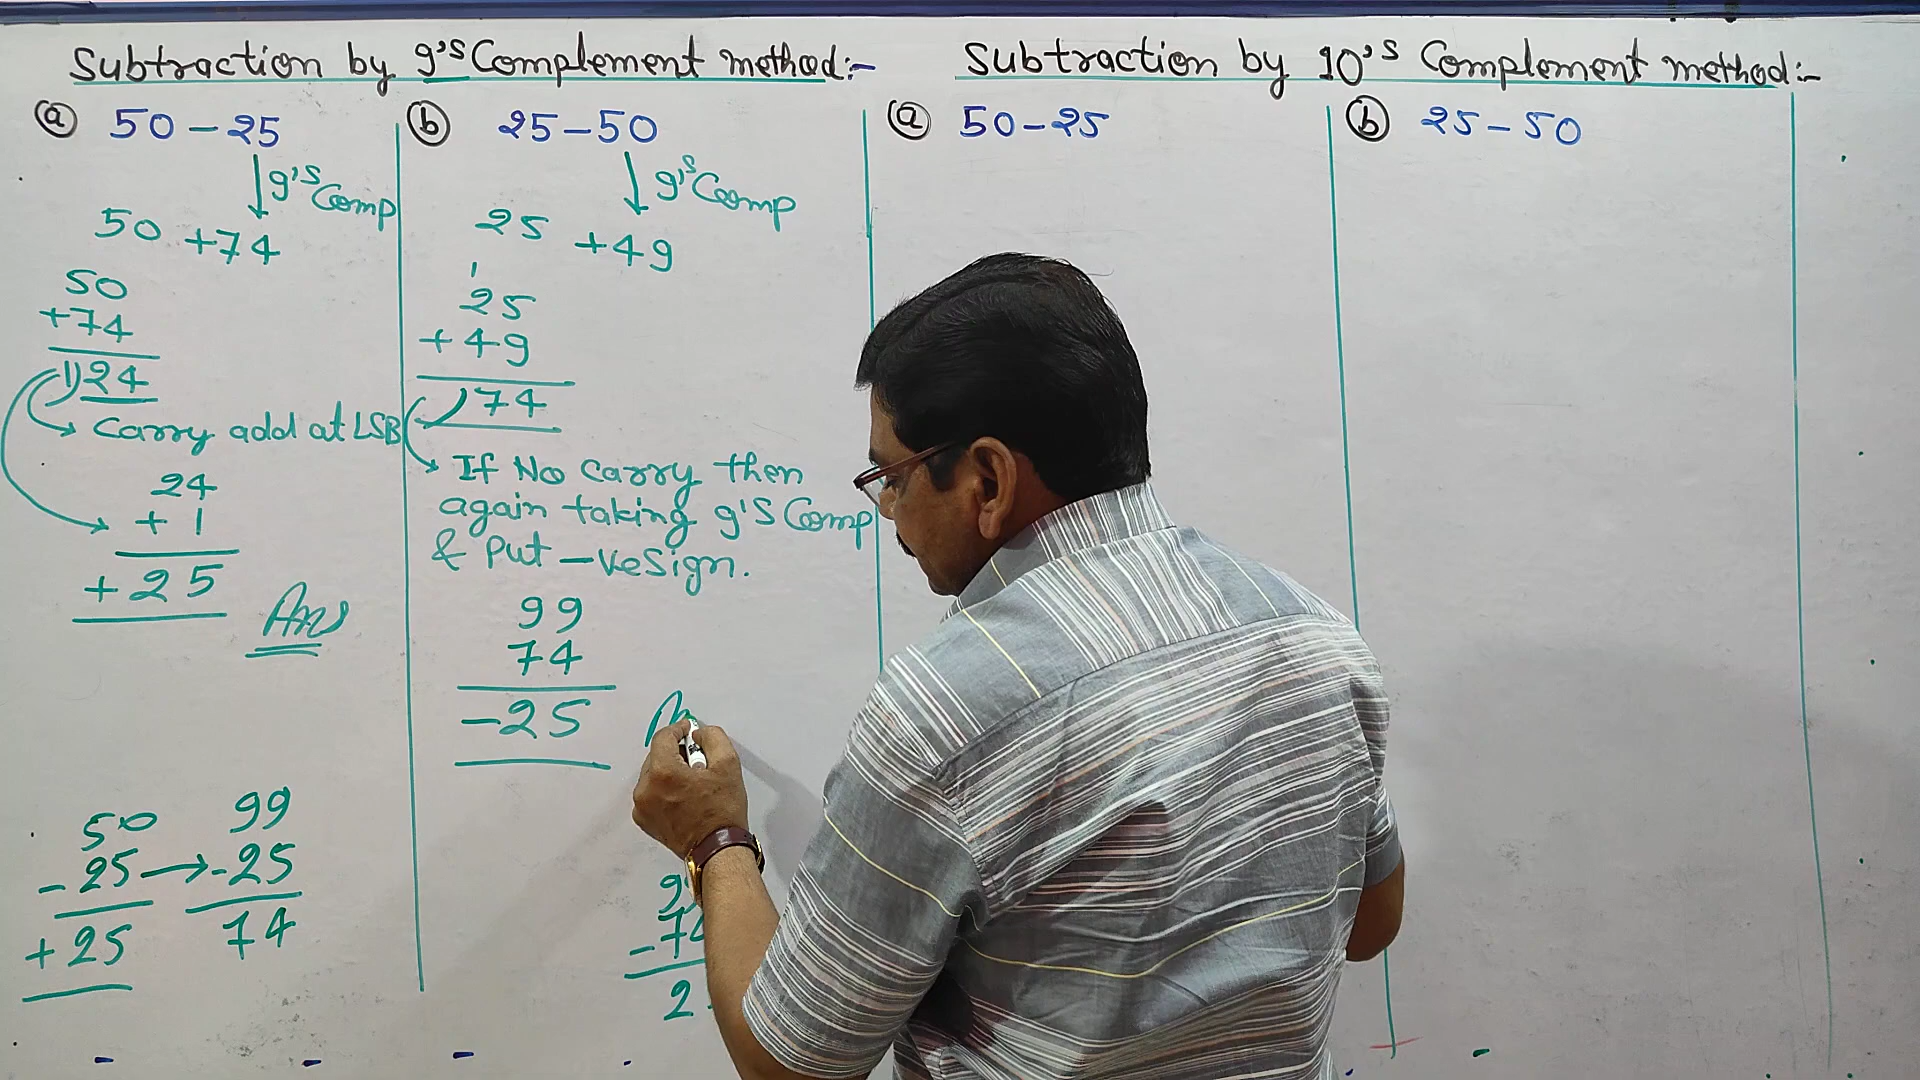 Subtraction by 9'S Complement method:-
(a) 50 - 25
↓ 9'S Comp
50 +74
50
+74
1)24
Carry add at LSB
24
+ 1
+ 25
Ans
50
- 25 →
+ 25
99
- 25
74
(b) 25 - 50
↓ 9'S Comp
25 +49
1
25
+ 49
)74
If No Carry then
again taking 9'S Comp
& Put -ve Sign.
99
74
- 25
Subtraction by 10'S Complement method:-
(a) 50 - 25
(b) 25 - 50